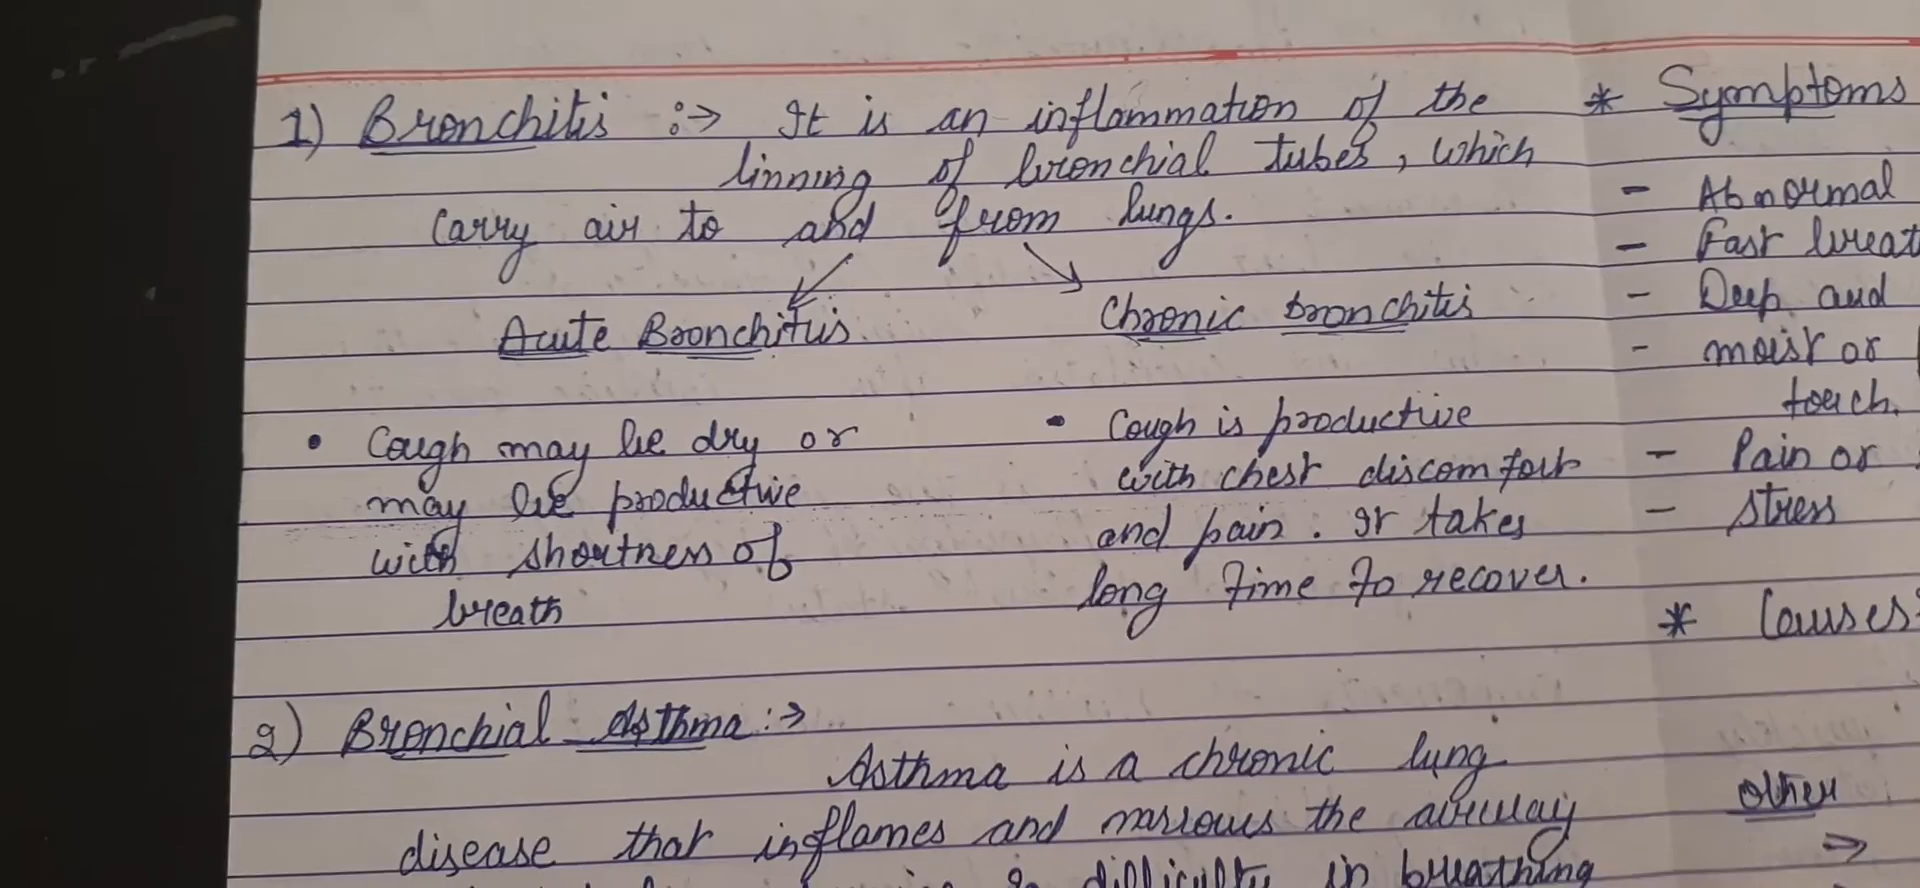 1) Bronchitis :→ It is an inflammation of the
linning of bronchial tubes, which
carry air to and from lungs.
Acute Bronchitis.
Chronic bronchitis
• Cough may be dry or
may be productive
with shortness of
breath
• Cough is productive
with chest discomfort
and pain. It takes
long time to recover.
2) Bronchial Asthma :→
Asthma is a chronic lung
disease that inflames and narrows the airway
difficulty in breathing
* Symptoms
- Abnormal
- Fast breat
- Deep and
- moist or
touch.
- Pain or
- stress
* Causes:
other
→